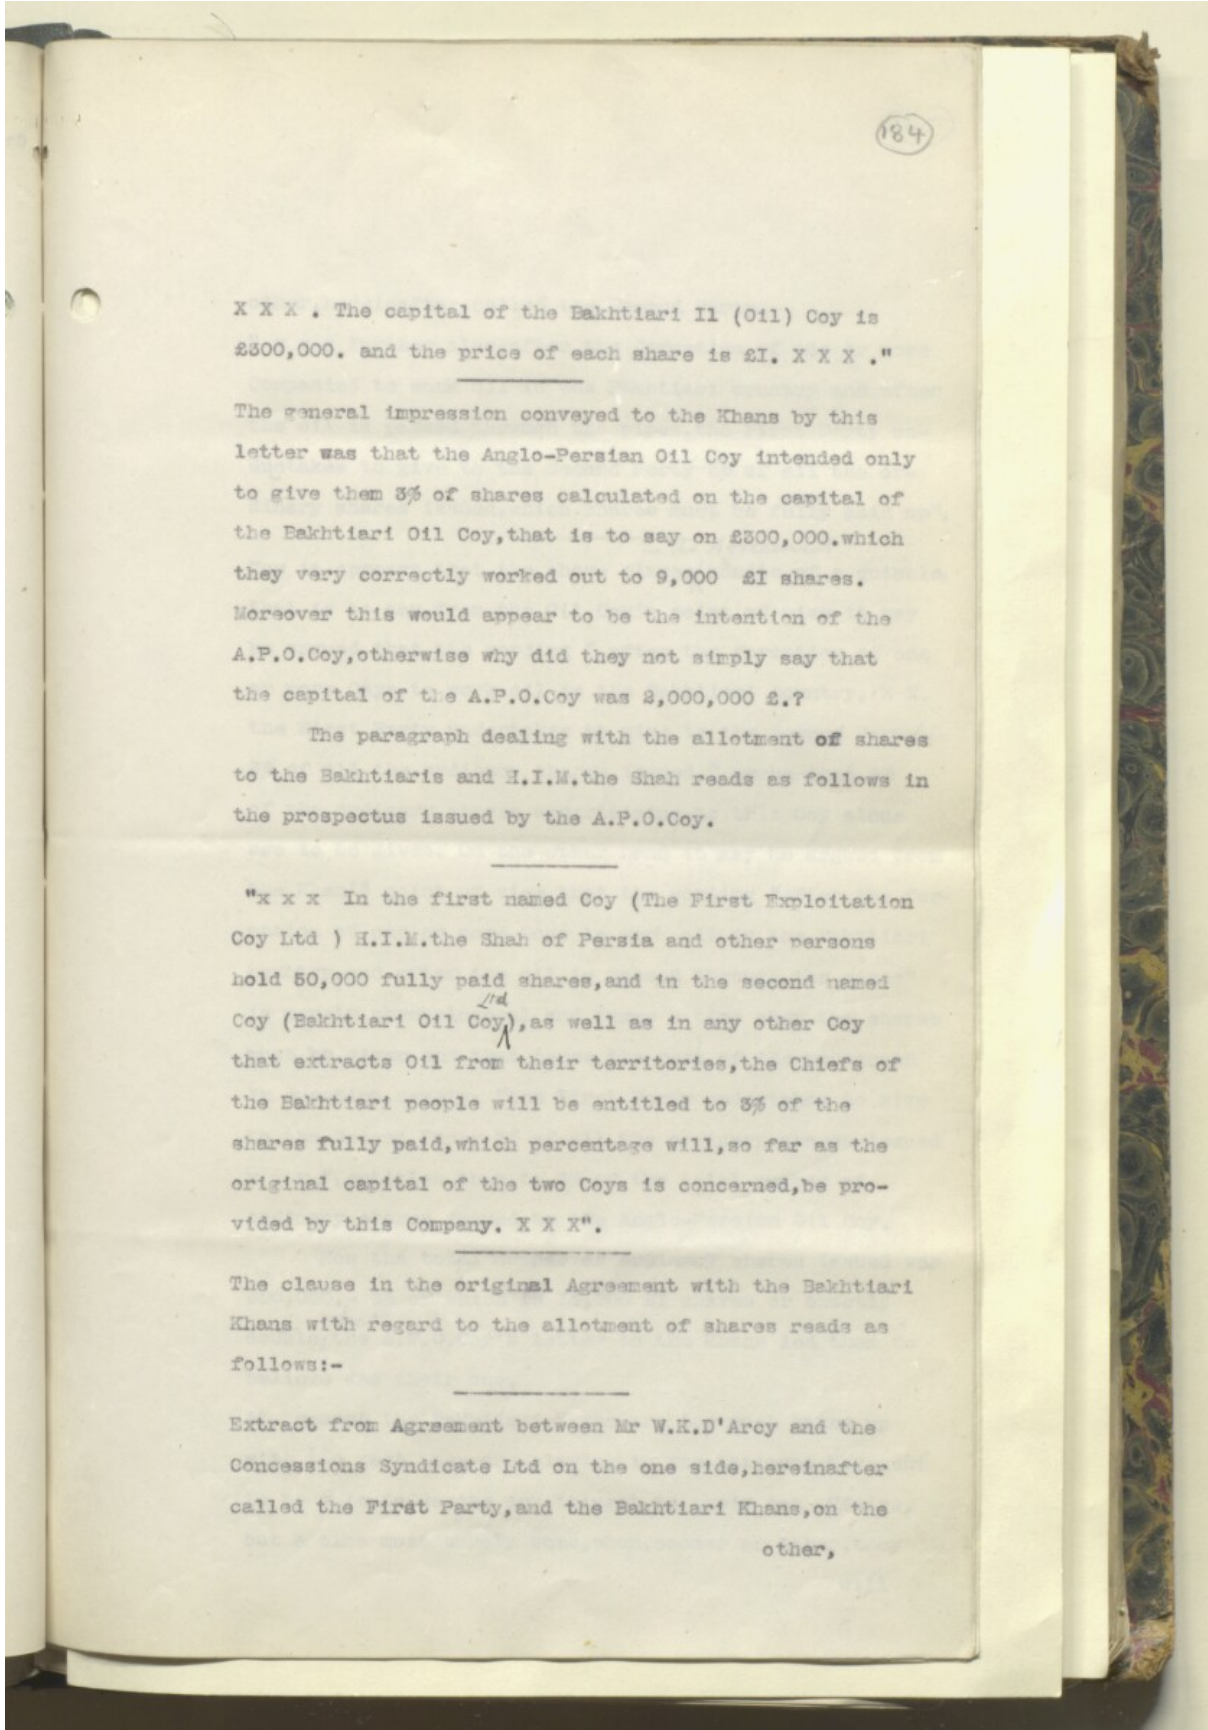 184
X X X . The capital of the Bakhtiari Il (Oil) Coy is
£300,000. and the price of each share is £I. X X X ."
The general impression conveyed to the Khans by this
letter was that the Anglo-Persian Oil Coy intended only
to give them 3% of shares calculated on the capital of
the Bakhtiari Oil Coy,that is to say on £300,000.which
they very correctly worked out to 9,000 £I shares.
Moreover this would appear to be the intention of the
A.P.O.Coy,otherwise why did they not simply say that
the capital of the A.P.O.Coy was 2,000,000 £.?
The paragraph dealing with the allotment of shares
to the Bakhtiaris and H.I.M.the Shah reads as follows in
the prospectus issued by the A.P.O.Coy.
"x x x In the first named Coy (The First Exploitation
Coy Ltd ) H.I.M.the Shah of Persia and other persons
hold 50,000 fully paid shares,and in the second named
Ltd
Coy (Bakhtiari Oil Coy),as well as in any other Coy
that extracts Oil from their territories,the Chiefs of
the Bakhtiari people will be entitled to 3% of the
shares fully paid,which percentage will,so far as the
original capital of the two Coys is concerned,be pro-
vided by this Company. X X X".
The clause in the original Agreement with the Bakhtiari
Khans with regard to the allotment of shares reads as
follows:-
Extract from Agreement between Mr W.K.D'Arcy and the
Concessions Syndicate Ltd on the one side,hereinafter
called the First Party,and the Bakhtiari Khans,on the
other,